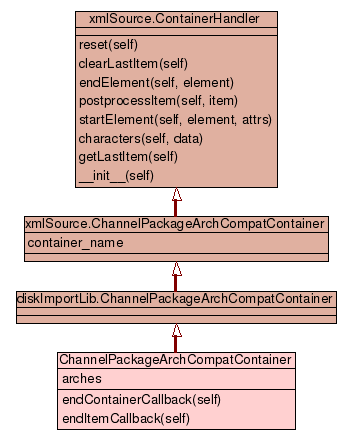 xmlSource.ContainerHandler
reset(self)
clearLastItem(self)
endElement(self, element)
postprocessItem(self, item)
startElement(self, element, attrs)
characters(self, data)
getLastItem(self)
__init__(self)
xmlSource.ChannelPackageArchCompatContainer
container_name
diskImportLib.ChannelPackageArchCompatContainer
ChannelPackageArchCompatContainer
arches
endContainerCallback(self)
endItemCallback(self)